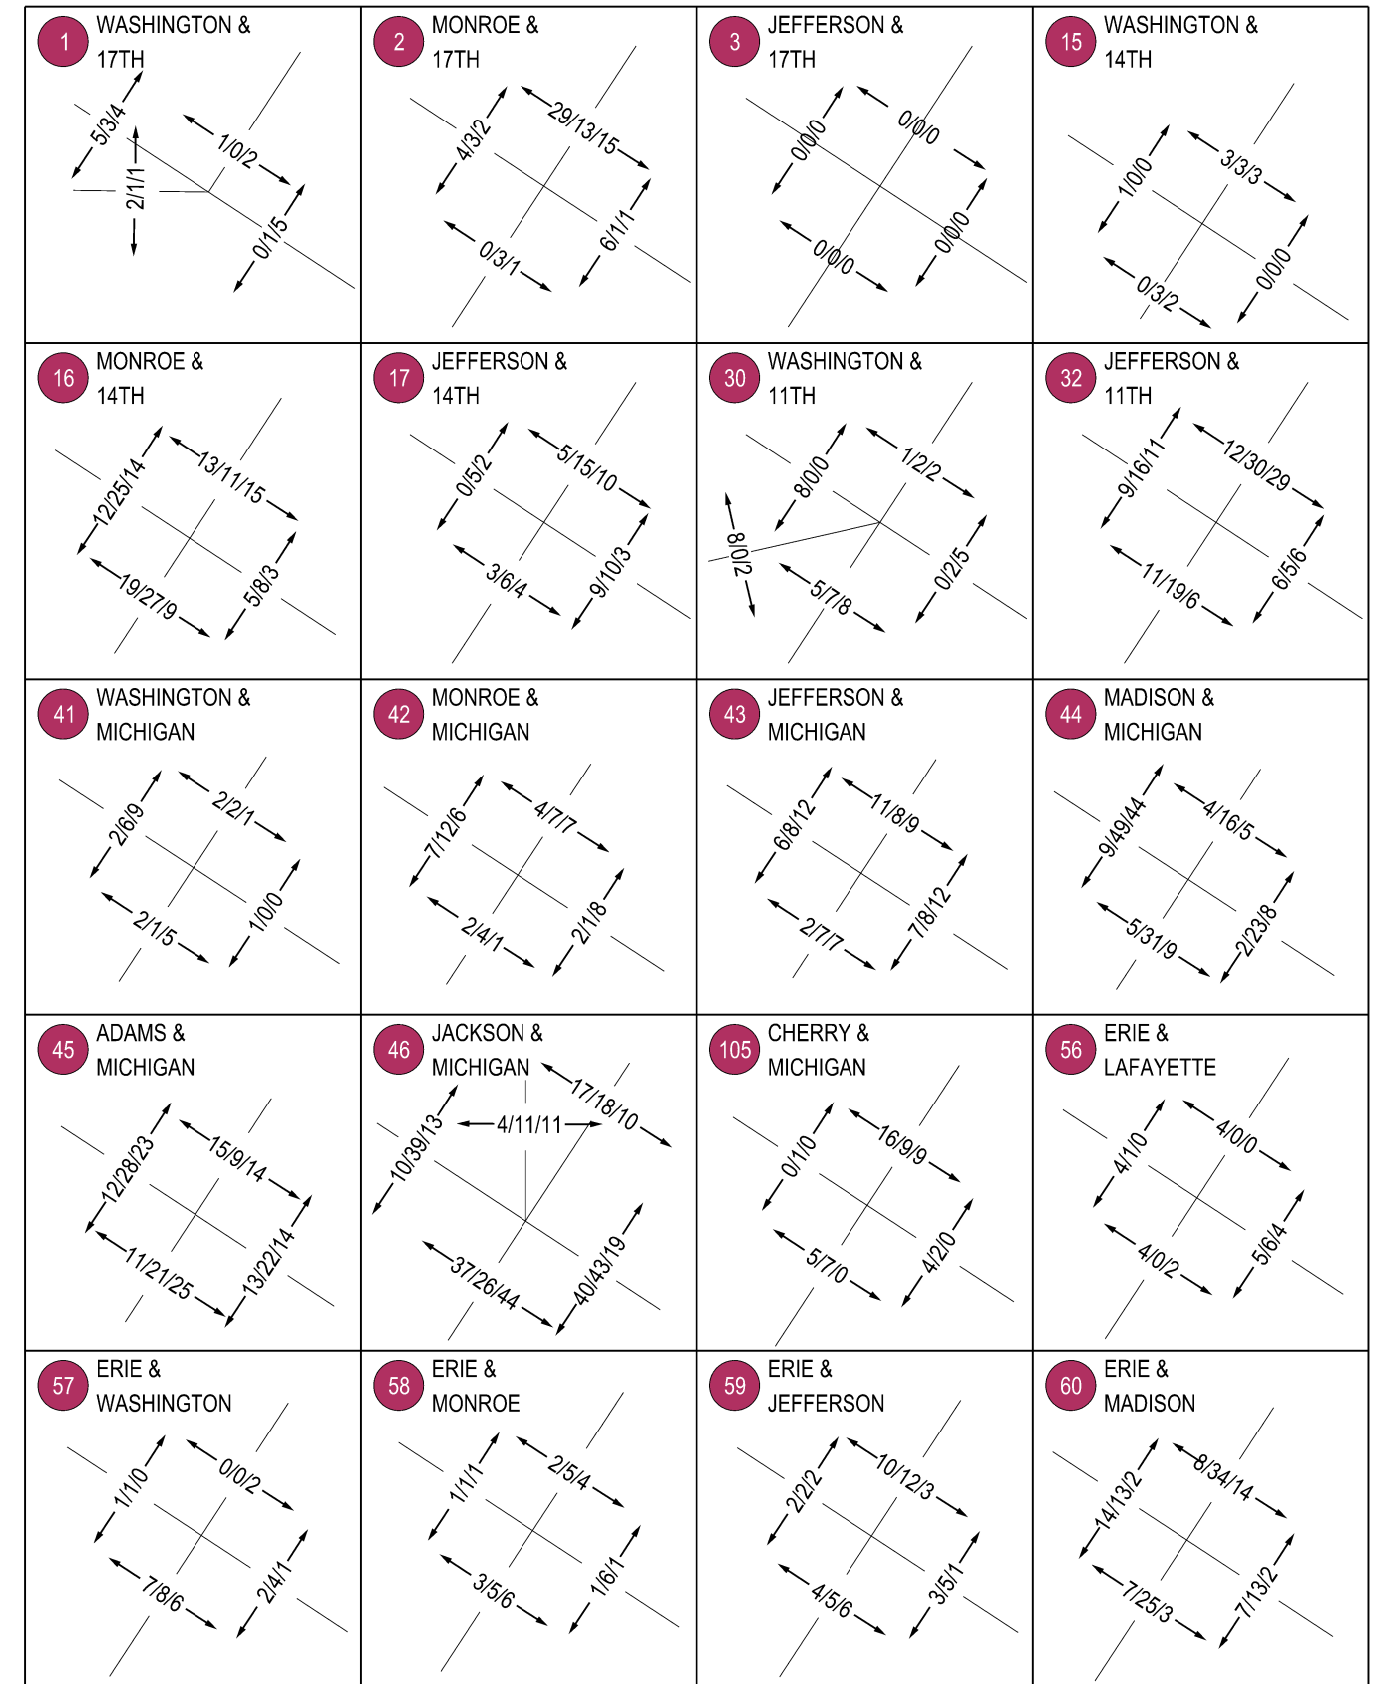 1
WASHINGTON &
17TH
5/3/4
1/0/2
2/1/1
0/1/5
2
MONROE &
17TH
4/3/2
29/13/15
0/3/1
6/1/1
3
JEFFERSON &
17TH
0/0/0
0/0/0
0/0/0
0/0/0
15
WASHINGTON &
14TH
1/0/0
3/3/3
0/3/2
0/0/0
16
MONROE &
14TH
12/25/14
13/11/15
19/27/9
5/8/3
17
JEFFERSON &
14TH
0/5/2
5/15/10
3/6/4
9/10/3
30
WASHINGTON &
11TH
8/0/0
1/2/2
8/0/2
5/7/8
0/2/5
32
JEFFERSON &
11TH
9/16/11
12/30/29
11/19/6
6/5/6
41
WASHINGTON &
MICHIGAN
2/6/9
2/2/1
2/1/5
1/0/0
42
MONROE &
MICHIGAN
7/12/6
4/7/7
2/4/1
2/1/8
43
JEFFERSON &
MICHIGAN
6/8/12
11/8/9
2/7/7
7/8/12
44
MADISON &
MICHIGAN
9/49/44
4/16/5
5/31/9
2/23/8
45
ADAMS &
MICHIGAN
12/28/23
15/9/14
11/21/25
13/22/14
46
JACKSON &
MICHIGAN
10/39/13
4/11/11
17/18/10
37/26/44
40/43/19
105
CHERRY &
MICHIGAN
0/1/0
16/9/9
5/7/0
4/2/0
56
ERIE &
LAFAYETTE
4/1/0
4/0/0
4/0/2
5/6/4
57
ERIE &
WASHINGTON
1/1/0
0/0/2
7/8/6
2/4/1
58
ERIE &
MONROE
1/1/1
2/5/4
3/5/6
1/6/1
59
ERIE &
JEFFERSON
2/2/2
10/12/3
4/5/6
3/5/1
60
ERIE &
MADISON
14/13/2
8/34/14
7/25/3
7/13/2